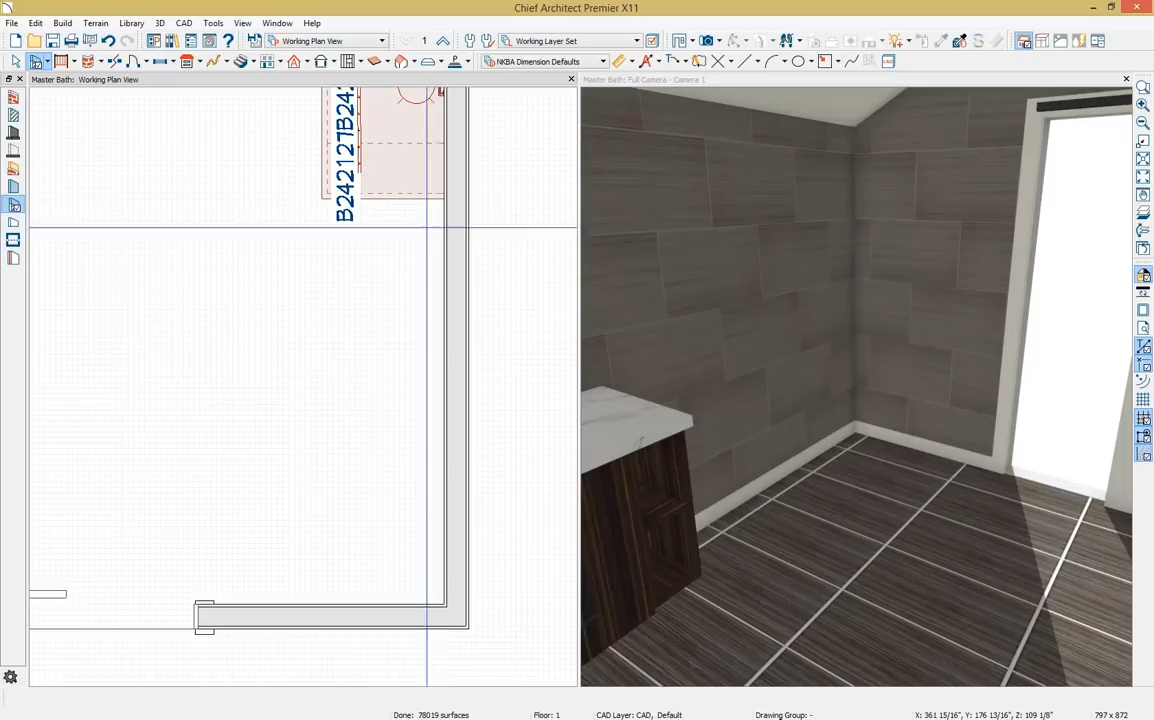 Chief Architect Premier X11
File Edit Build Terrain Library 3D CAD Tools View Window Help
Working Plan View 1 Working Layer Set
NKBA Dimension Defaults
Master Bath: Working Plan View
Master Bath: Full Camera - Camera 1
B242127B242
Done: 78019 surfaces Floor: 1 CAD Layer: CAD, Default Drawing Group: - X: 361 15/16", Y: 176 13/16", Z: 109 1/8" 797 x 872